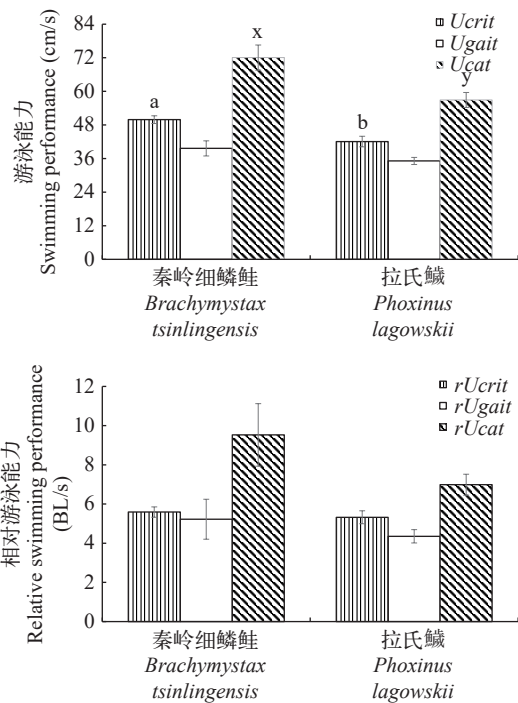 游泳能力
Swimming performance (cm/s)
84
72
60
48
36
24
12
0
Ucrit
Ugait
Ucat
a
x
b
y
秦岭细鳞鲑
Brachymystax
tsinlingensis
拉氏鱥
Phoxinus
lagowskii
相对游泳能力
Relative swimming performance
(BL/s)
12
10
8
6
4
2
0
rUcrit
rUgait
rUcat
秦岭细鳞鲑
Brachymystax
tsinlingensis
拉氏鱥
Phoxinus
lagowskii